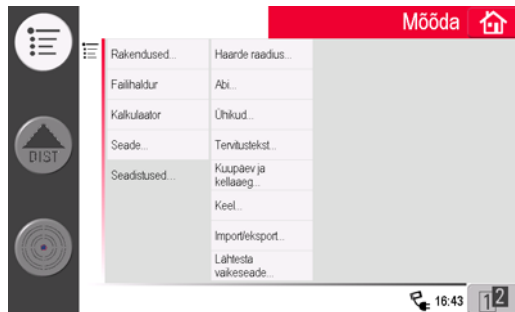 Mõõda
Rakendused...
Failihaldur
Kalkulaator
Seade...
Seadistused...
Haarde raadius...
Abi...
Ühikud...
Tervitustekst...
Kuupäev ja
kellaaeg...
Keel...
Import/eksport...
Lähtesta
vaikeseade...
DIST
16:43
12